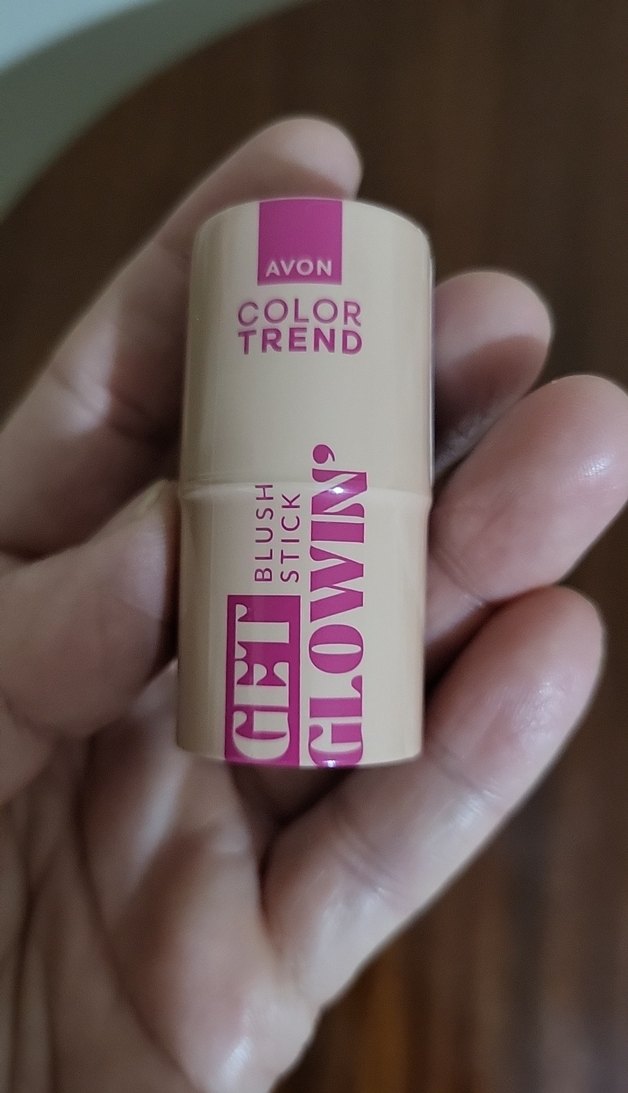 AVON
COLOR
TREND
GET
BLUSH
STICK
GLOWIN'